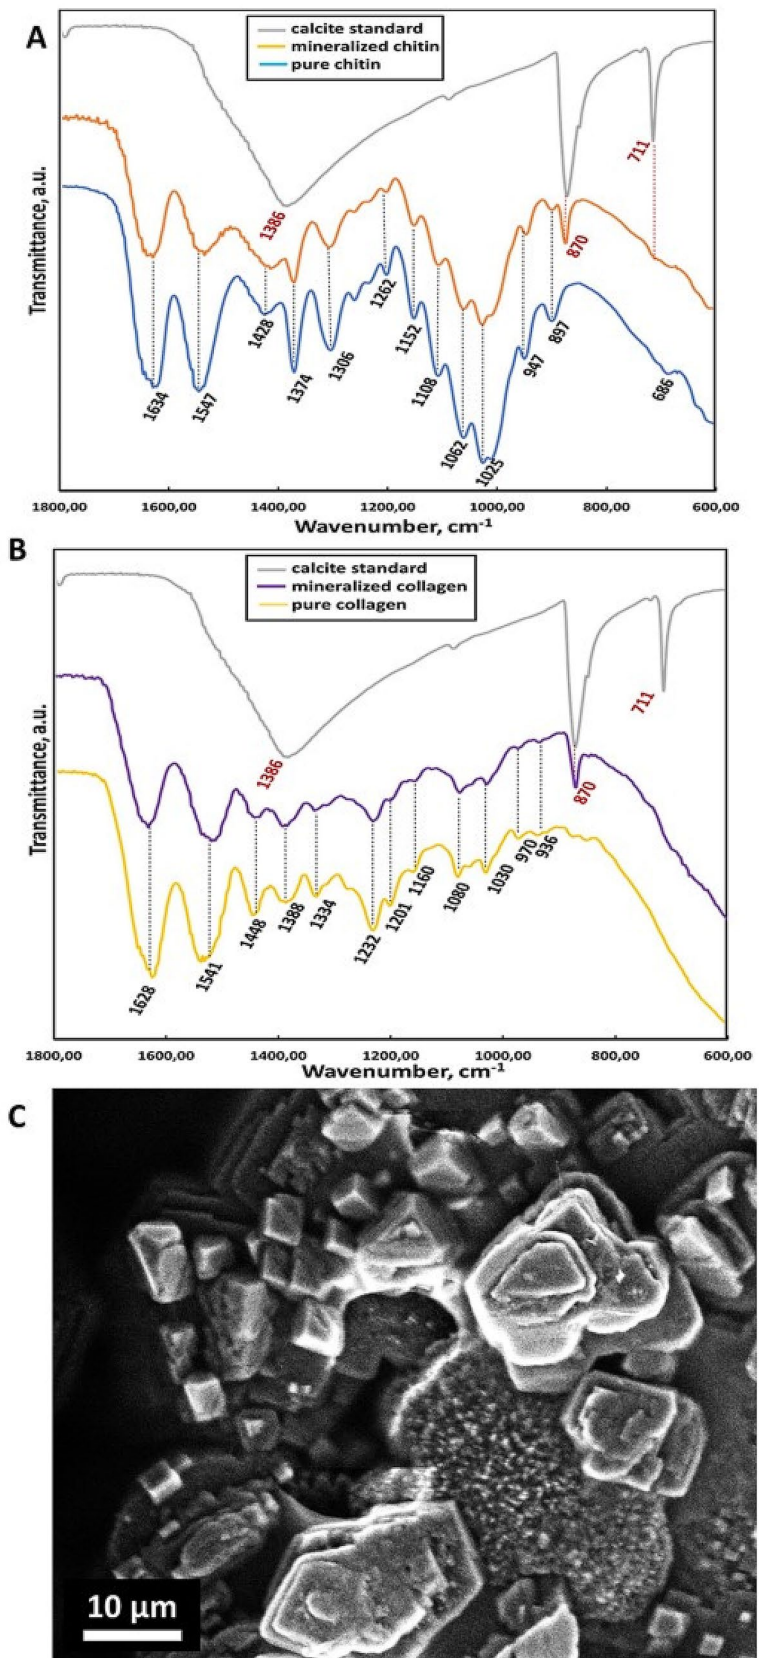 A
calcite standard
mineralized chitin
pure chitin
Transmittance, a.u.
711
1386
870
1262
1428
1152
897
1306
947
1374
1108
686
1634
1547
1062
1025
1800,00 1600,00 1400,00 1200,00 1000,00 800,00 600,00
Wavenumber, cm-1
B
calcite standard
mineralized collagen
pure collagen
Transmittance, a.u.
711
1386
870
970
936
1160
1030
1080
1448
1388
1334
1201
1232
1541
1628
1800,00 1600,00 1400,00 1200,00 1000,00 800,00 600,00
Wavenumber, cm-1
C
10 µm